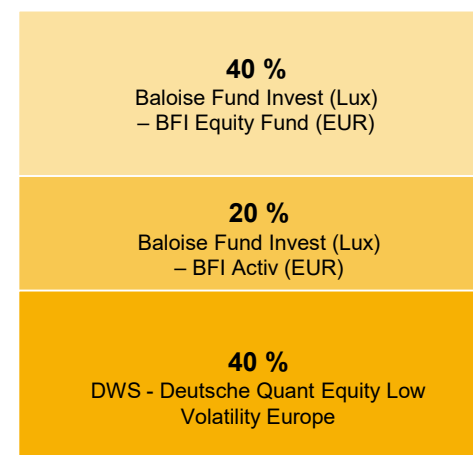 40 %
Baloise Fund Invest (Lux)
– BFI Equity Fund (EUR)
20 %
Baloise Fund Invest (Lux)
– BFI Activ (EUR)
40 %
DWS - Deutsche Quant Equity Low
Volatility Europe